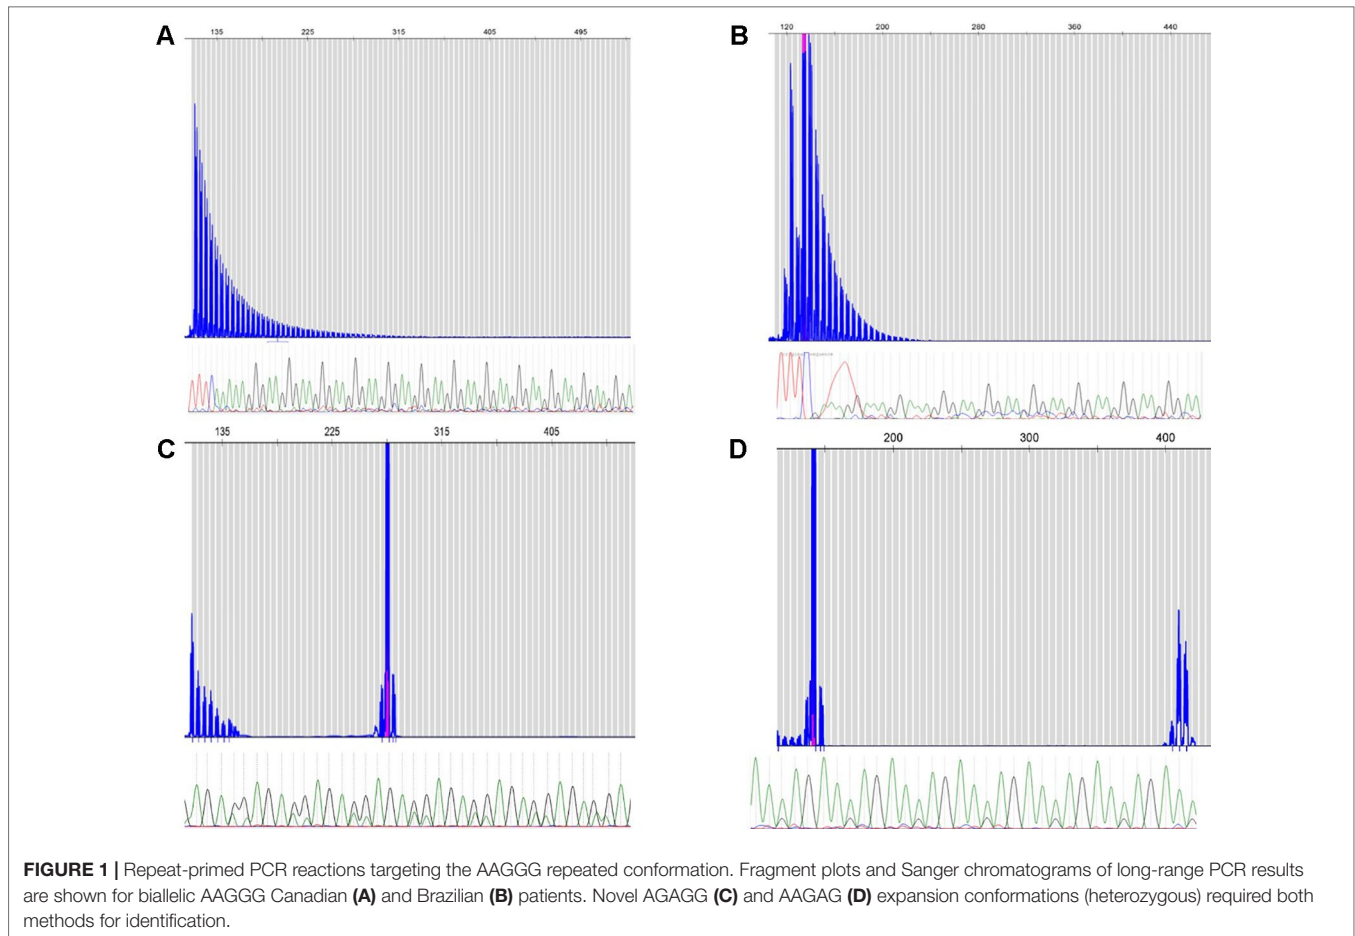 A
135 225 315 405 495
B
120 200 280 360 440
C
135 225 315 405
D
200 300 400
FIGURE 1 | Repeat-primed PCR reactions targeting the AAGGG repeated conformation. Fragment plots and Sanger chromatograms of long-range PCR results
are shown for biallelic AAGGG Canadian (A) and Brazilian (B) patients. Novel AGAGG (C) and AAGAG (D) expansion conformations (heterozygous) required both
methods for identification.